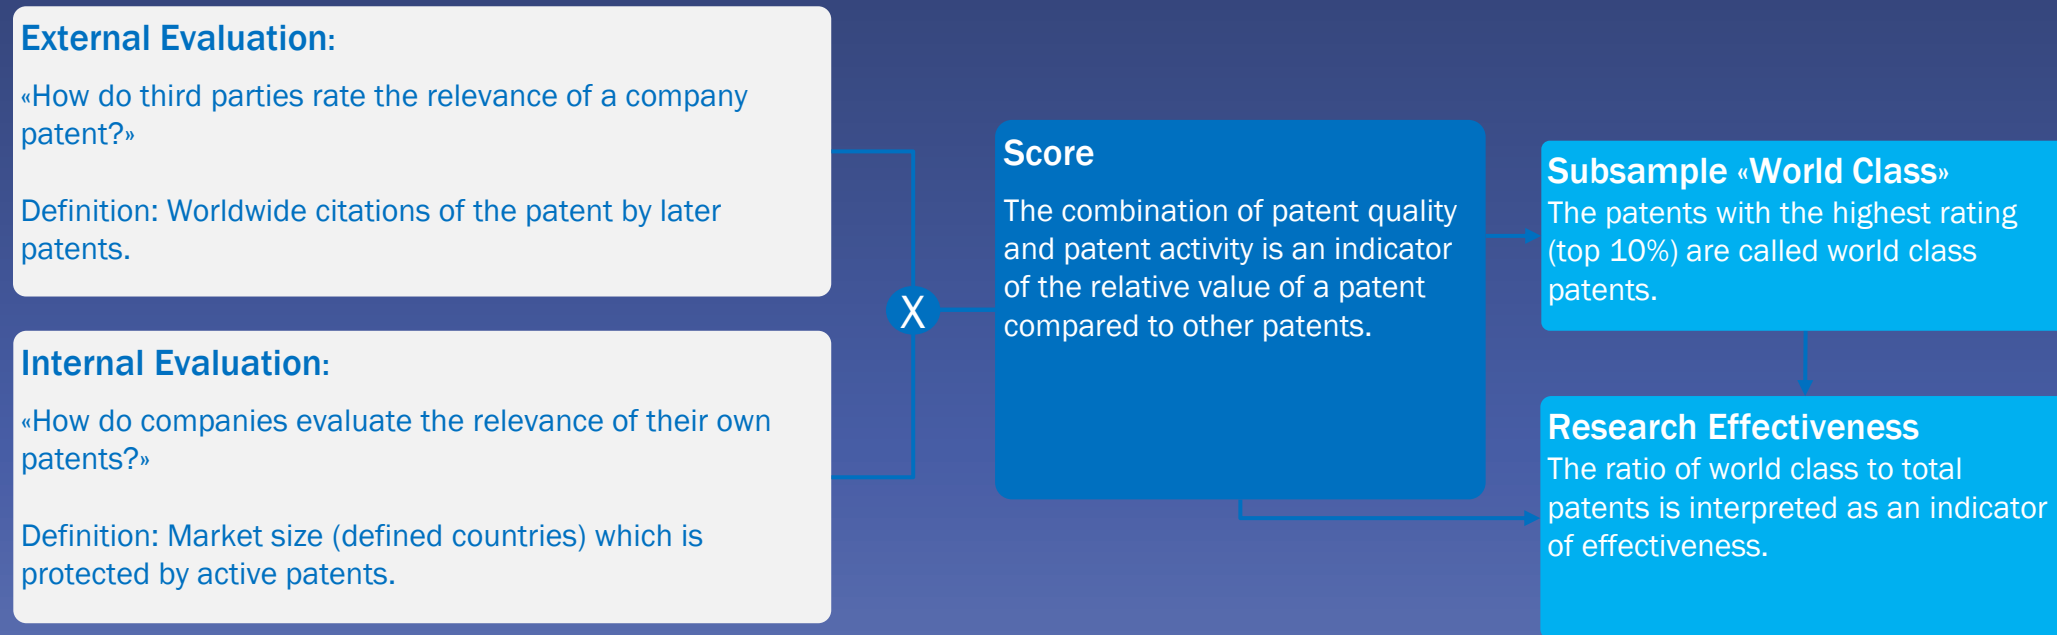 External Evaluation:
«How do third parties rate the relevance of a company
patent?»
Definition: Worldwide citations of the patent by later
patents.
Internal Evaluation:
«How do companies evaluate the relevance of their own
patents?»
Definition: Market size (defined countries) which is
protected by active patents.
X
Score
The combination of patent quality
and patent activity is an indicator
of the relative value of a patent
compared to other patents.
Subsample «World Class»
The patents with the highest rating
(top 10%) are called world class
patents.
Research Effectiveness
The ratio of world class to total
patents is interpreted as an indicator
of effectiveness.